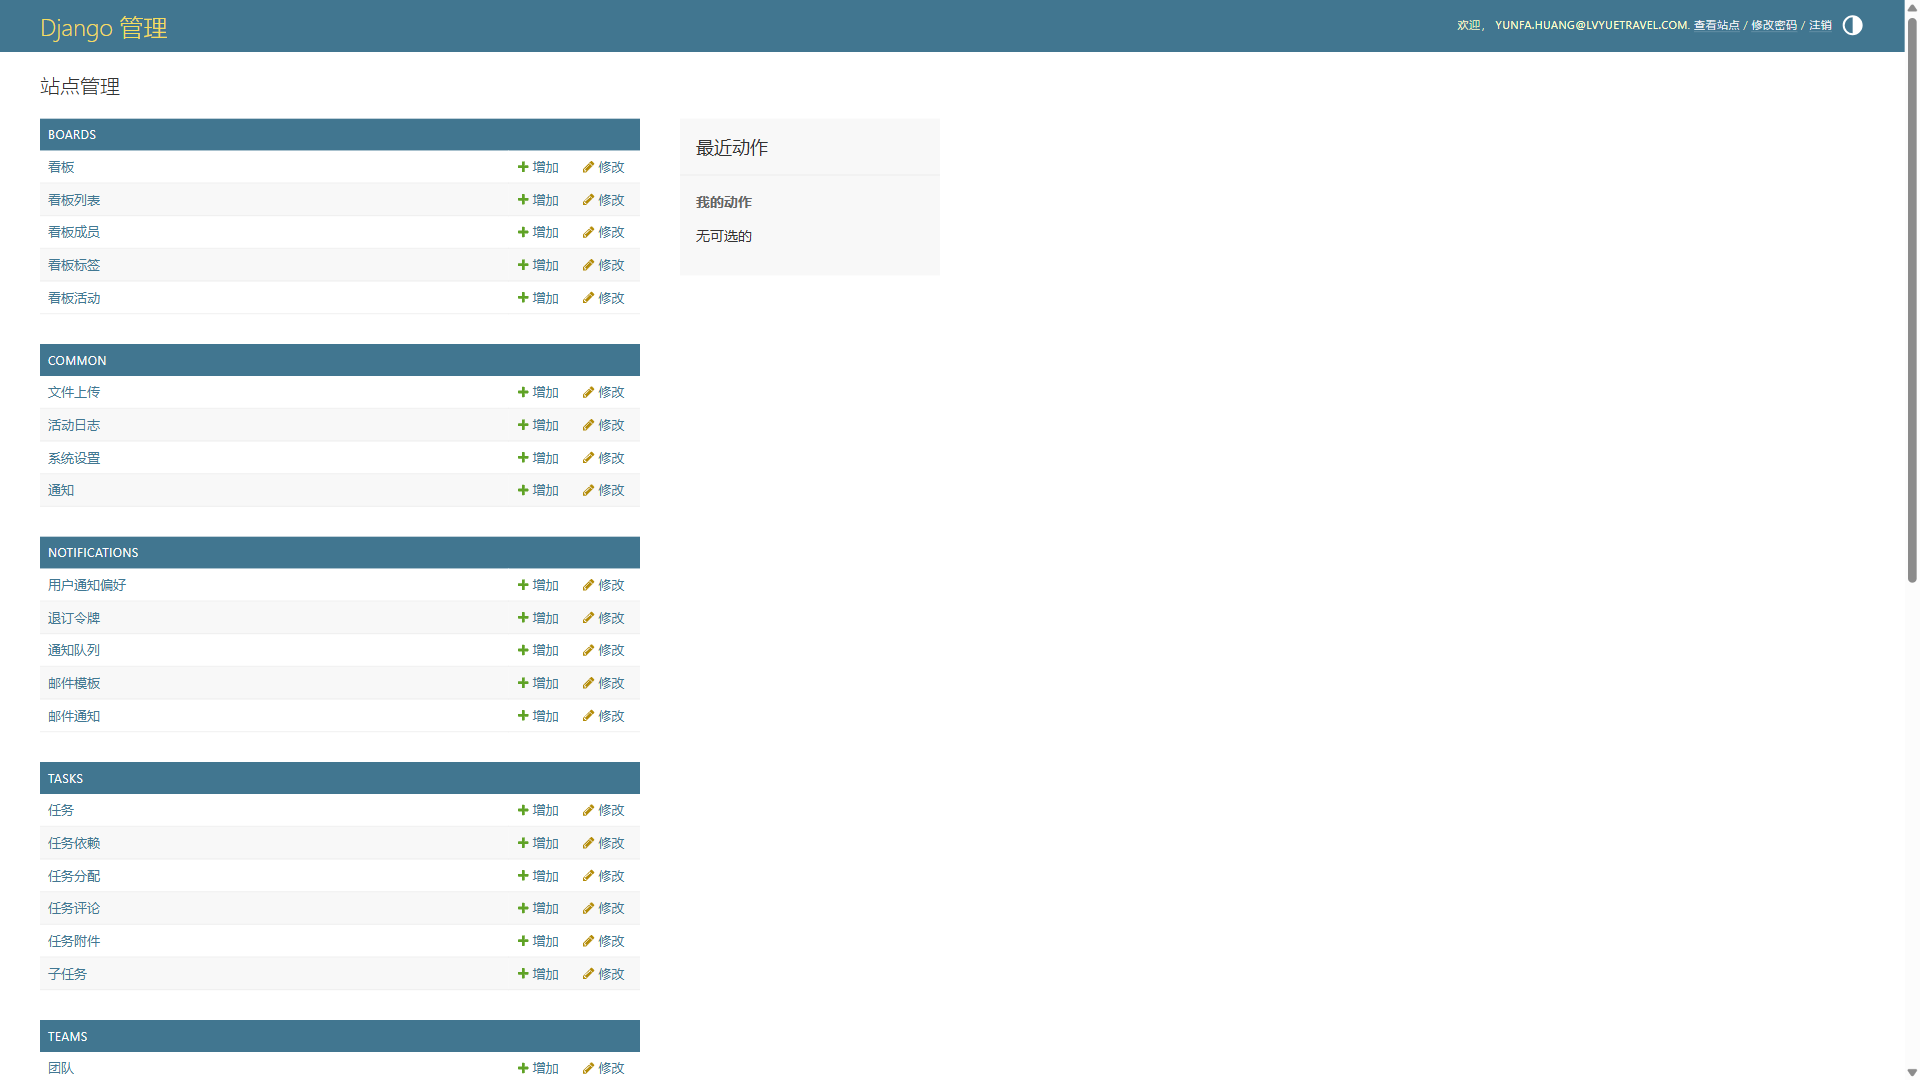 Django 管理
欢迎， YUNFA.HUANG@LVYUETRAVEL.COM. 查看站点 / 修改密码 / 注销
站点管理
BOARDS
看板 增加 修改
看板列表 增加 修改
看板成员 增加 修改
看板标签 增加 修改
看板活动 增加 修改
COMMON
文件上传 增加 修改
活动日志 增加 修改
系统设置 增加 修改
通知 增加 修改
NOTIFICATIONS
用户通知偏好 增加 修改
退订令牌 增加 修改
通知队列 增加 修改
邮件模板 增加 修改
邮件通知 增加 修改
TASKS
任务 增加 修改
任务依赖 增加 修改
任务分配 增加 修改
任务评论 增加 修改
任务附件 增加 修改
子任务 增加 修改
TEAMS
团队 增加 修改
最近动作
我的动作
无可选的